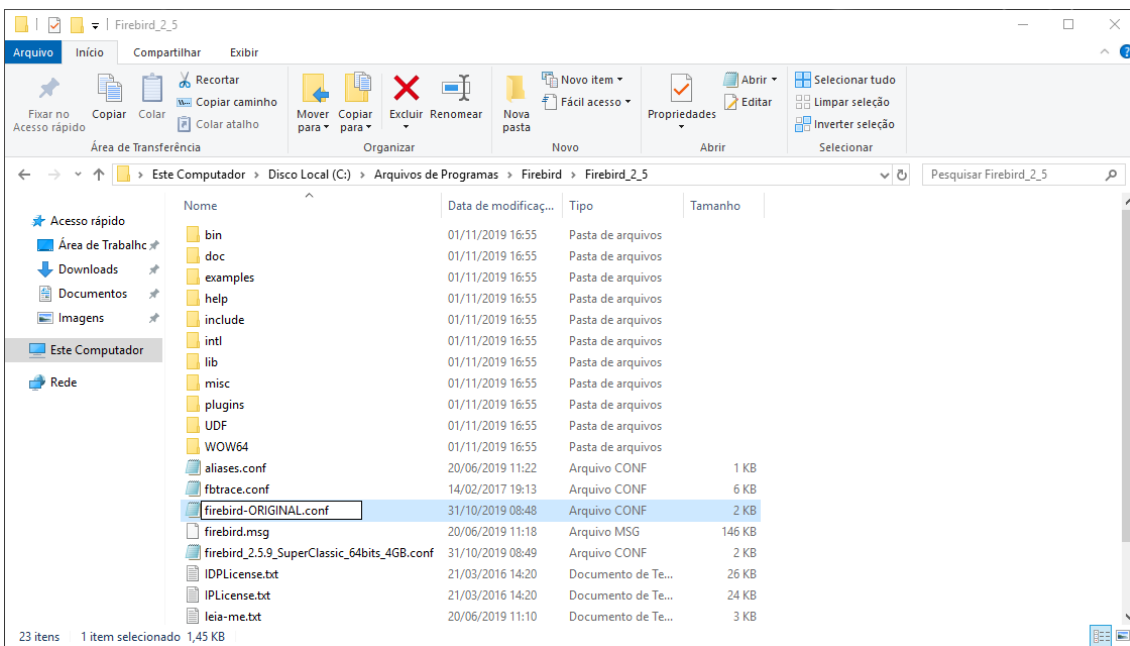 Firebird_2_5
Arquivo Início Compartilhar Exibir
Fixar no Acesso rápido
Copiar
Colar
Recortar
Copiar caminho
Colar atalho
Mover para
Copiar para
Excluir
Renomear
Nova pasta
Novo item
Fácil acesso
Propriedades
Abrir
Editar
Selecionar tudo
Limpar seleção
Inverter seleção
Área de Transferência Organizar Novo Abrir Selecionar
Este Computador > Disco Local (C:) > Arquivos de Programas > Firebird > Firebird_2_5
Pesquisar Firebird_2_5
Acesso rápido
Área de Trabalhc
Downloads
Documentos
Imagens
Este Computador
Rede
Nome Data de modificaç... Tipo Tamanho
bin 01/11/2019 16:55 Pasta de arquivos
doc 01/11/2019 16:55 Pasta de arquivos
examples 01/11/2019 16:55 Pasta de arquivos
help 01/11/2019 16:55 Pasta de arquivos
include 01/11/2019 16:55 Pasta de arquivos
intl 01/11/2019 16:55 Pasta de arquivos
lib 01/11/2019 16:55 Pasta de arquivos
misc 01/11/2019 16:55 Pasta de arquivos
plugins 01/11/2019 16:55 Pasta de arquivos
UDF 01/11/2019 16:55 Pasta de arquivos
WOW64 01/11/2019 16:55 Pasta de arquivos
aliases.conf 20/06/2019 11:22 Arquivo CONF 1 KB
fbtrace.conf 14/02/2017 19:13 Arquivo CONF 6 KB
firebird-ORIGINAL.conf 31/10/2019 08:48 Arquivo CONF 2 KB
firebird.msg 20/06/2019 11:18 Arquivo MSG 146 KB
firebird_2.5.9_SuperClassic_64bits_4GB.conf 31/10/2019 08:49 Arquivo CONF 2 KB
IDPLicense.txt 21/03/2016 14:20 Documento de Te... 26 KB
IPLicense.txt 21/03/2016 14:20 Documento de Te... 24 KB
leia-me.txt 20/06/2019 11:10 Documento de Te... 3 KB
23 itens 1 item selecionado 1,45 KB